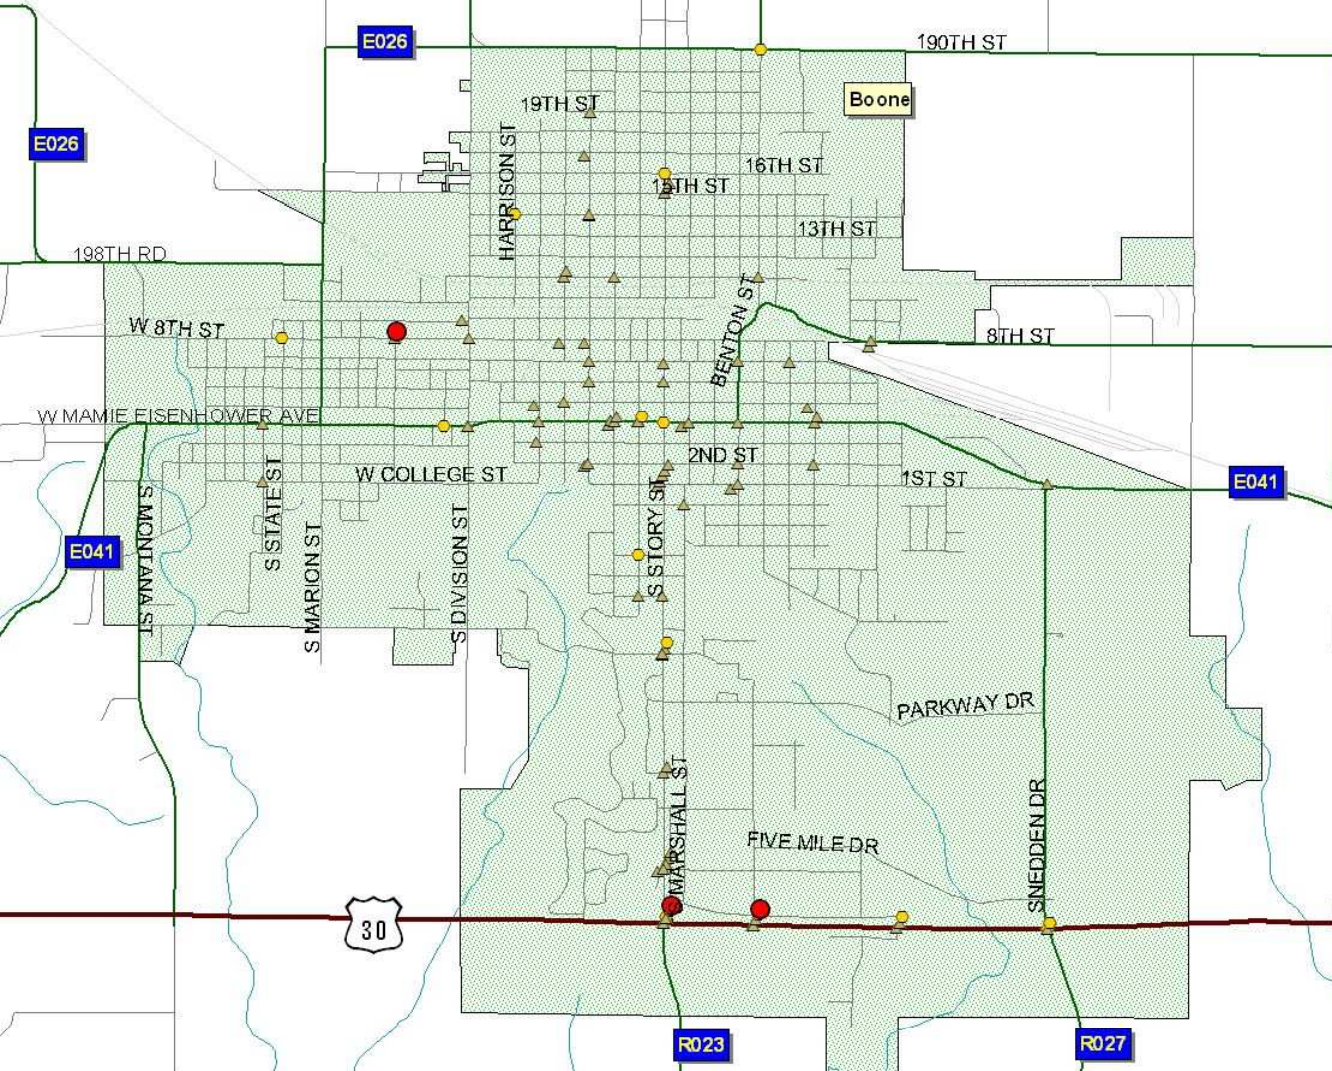 E026
190TH ST
Boone
19TH ST
E026
HARRISON ST
16TH ST
15TH ST
13TH ST
198TH RD
BENTON ST
W 8TH ST
8TH ST
W MAMIE EISENHOWER AVE
2ND ST
W COLLEGE ST
1ST ST
E041
S MONTANA ST
S STATE ST
S MARION ST
S DIVISION ST
S STORY ST
E041
PARKWAY DR
S MARSHALL ST
FIVE MILE DR
SNEDDEN DR
30
R023
R027